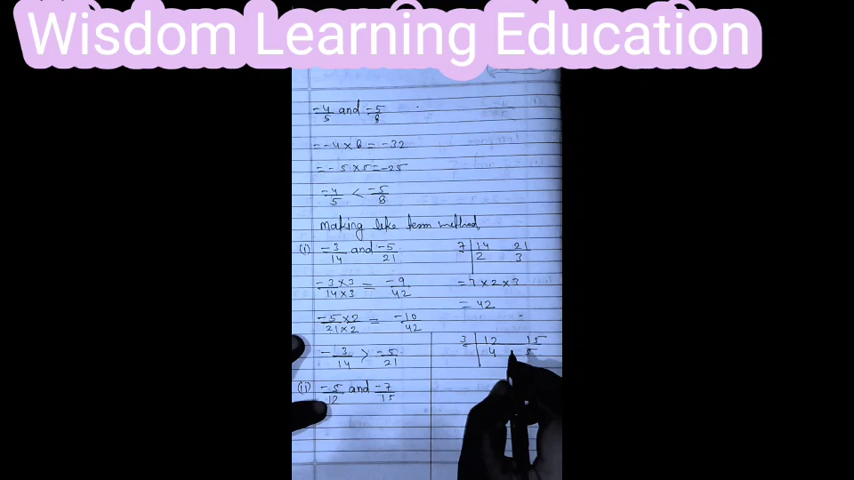 Wisdom Learning Education
-4/5 and -5/8
= -4 × 8 = -32
= -5 × 5 = -25
-4/5 < -5/8
Making like term method
(i) -3/14 and -5/21
7 | 14 21
2 3
-3×3/14×3 = -9/42
= 7 × 2 × 3
= 42
-5×2/21×2 = -10/42
-3/14 > -5/21
3 | 12 15
4 5
(ii) -5/12 and -7/15